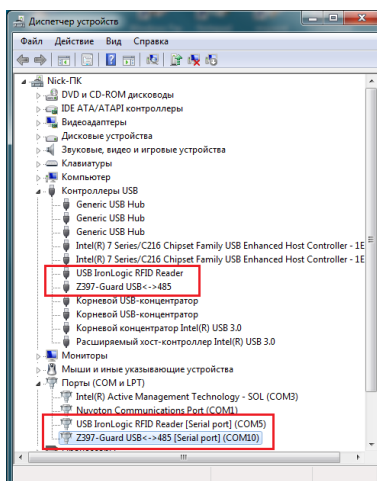 Диспетчер устройств
Файл Действие Вид Справка
Nick-ПК
DVD и CD-ROM дисководы
IDE ATA/ATAPI контроллеры
Видеоадаптеры
Дисковые устройства
Звуковые, видео и игровые устройства
Клавиатуры
Компьютер
Контроллеры USB
Generic USB Hub
Generic USB Hub
Generic USB Hub
Intel(R) 7 Series/C216 Chipset Family USB Enhanced Host Controller - 1E
Intel(R) 7 Series/C216 Chipset Family USB Enhanced Host Controller - 1E
USB IronLogic RFID Reader
Z397-Guard USB<->485
Корневой USB-концентратор
Корневой USB-концентратор
Корневой концентратор Intel(R) USB 3.0
Расширяемый хост-контроллер Intel(R) USB 3.0
Мониторы
Мыши и иные указывающие устройства
Порты (COM и LPT)
Intel(R) Active Management Technology - SOL (COM3)
Nuvoton Communications Port (COM1)
USB IronLogic RFID Reader [Serial port] (COM5)
Z397-Guard USB<->485 [Serial port] (COM10)